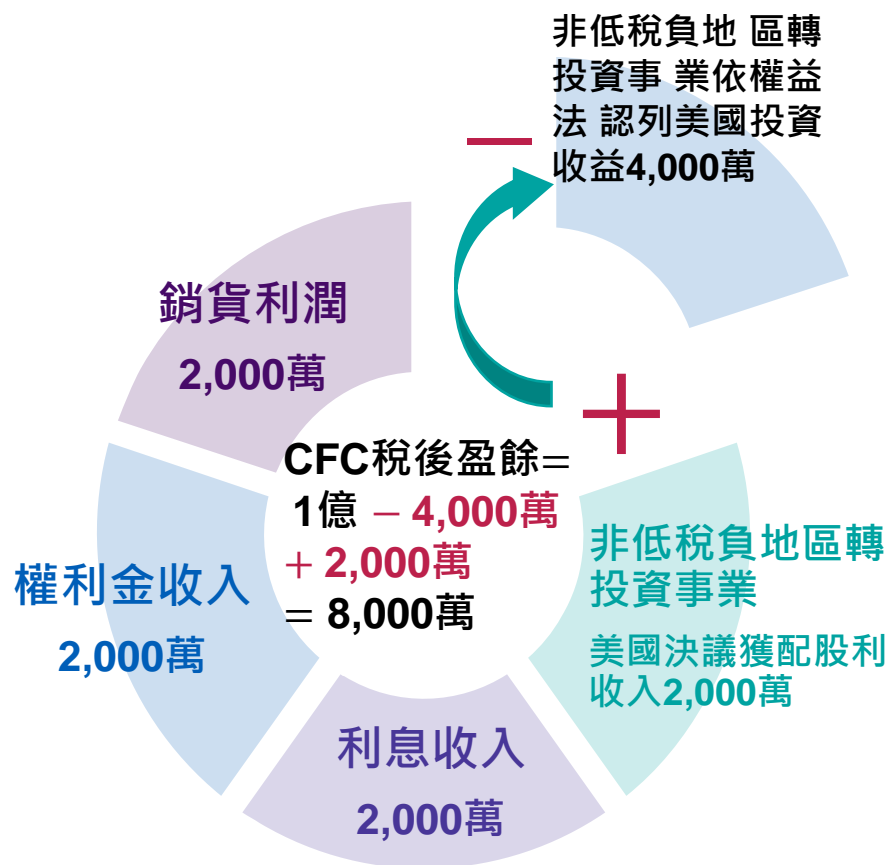 非低稅負地 區轉
投資事 業依權益
法 認列美國投資
收益4,000萬
−
銷貨利潤
2,000萬
+
CFC稅後盈餘=
1億 − 4,000萬
+ 2,000萬
= 8,000萬
非低稅負地區轉
投資事業
美國決議獲配股利
收入2,000萬
權利金收入
2,000萬
利息收入
2,000萬